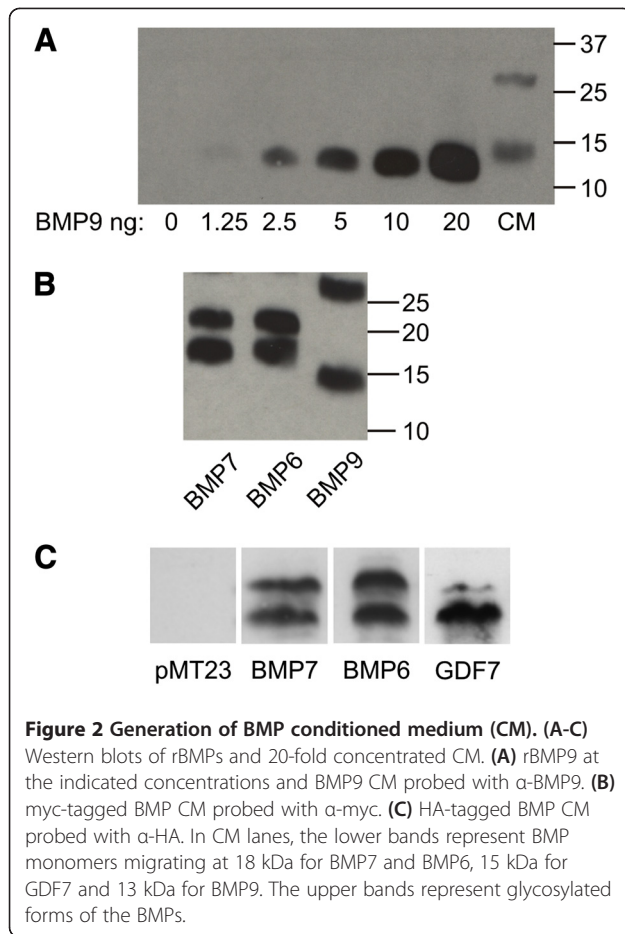 A
37
25
15
10
BMP9 ng: 0 1.25 2.5 5 10 20 CM
B
25
20
15
10
BMP7 BMP6 BMP9
C
pMT23 BMP7 BMP6 GDF7
Figure 2 Generation of BMP conditioned medium (CM). (A-C)
Western blots of rBMPs and 20-fold concentrated CM. (A) rBMP9 at
the indicated concentrations and BMP9 CM probed with α-BMP9. (B)
myc-tagged BMP CM probed with α-myc. (C) HA-tagged BMP CM
probed with α-HA. In CM lanes, the lower bands represent BMP
monomers migrating at 18 kDa for BMP7 and BMP6, 15 kDa for
GDF7 and 13 kDa for BMP9. The upper bands represent glycosylated
forms of the BMPs.